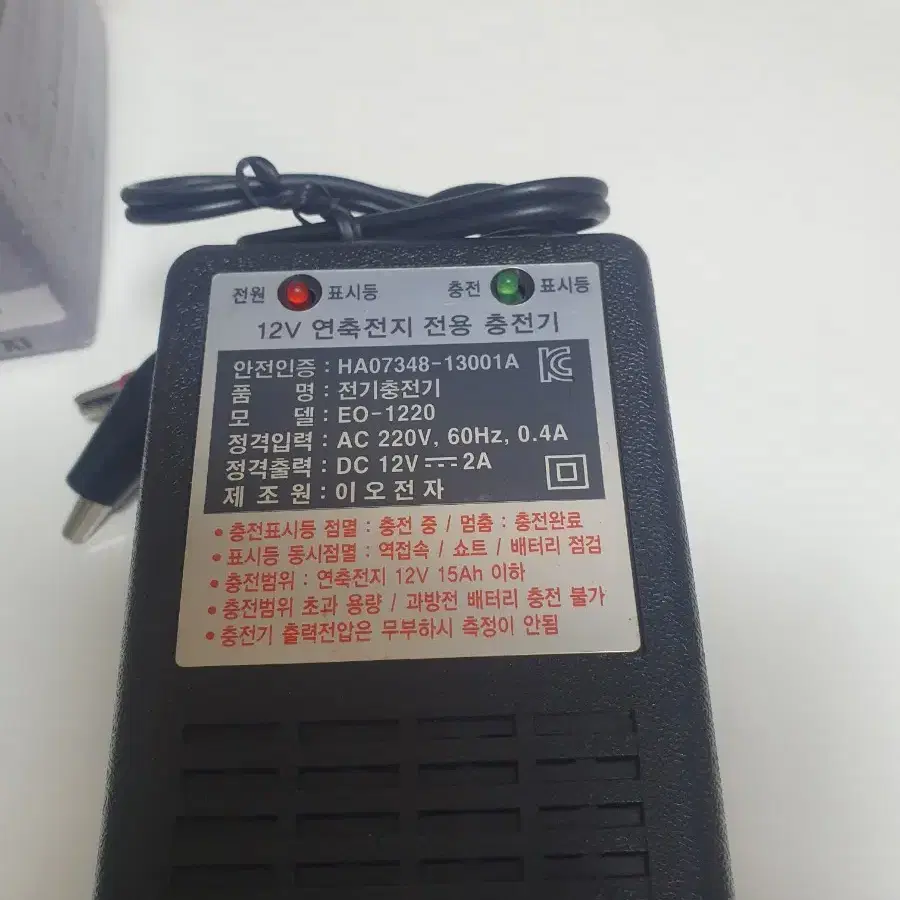 전원 표시등 충전 표시등
12V 연축전지 전용 충전기
안전인증 : HA07348-13001A
품 명 : 전기충전기
모 델 : EO-1220
정격입력 : AC 220V, 60Hz, 0.4A
정격출력 : DC 12V ⎓ 2A
제 조 원 : 이오전자
• 충전표시등 점멸 : 충전 중 / 멈춤 : 충전완료
• 표시등 동시점멸 : 역접속 / 쇼트 / 배터리 점검
• 충전범위 : 연축전지 12V 15Ah 이하
• 충전범위 초과 용량 / 과방전 배터리 충전 불가
• 충전기 출력전압은 무부하시 측정이 안됨
지